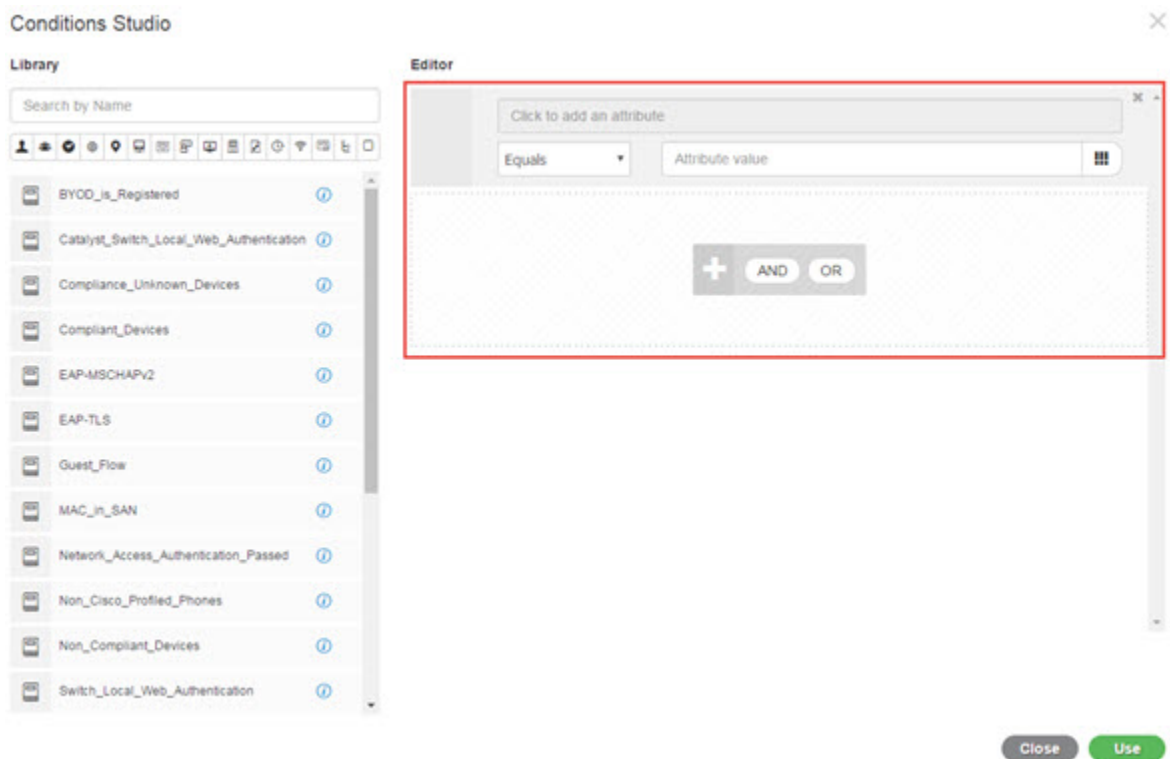 Conditions Studio
Library
Search by Name
BYOD_is_Registered
Catalyst_Switch_Local_Web_Authentication
Compliance_Unknown_Devices
Compliant_Devices
EAP-MSCHAPv2
EAP-TLS
Guest_Flow
MAC_in_SAN
Network_Access_Authentication_Passed
Non_Cisco_Profiled_Phones
Non_Compliant_Devices
Switch_Local_Web_Authentication
Editor
Click to add an attribute
Equals Attribute value
AND OR
Close Use